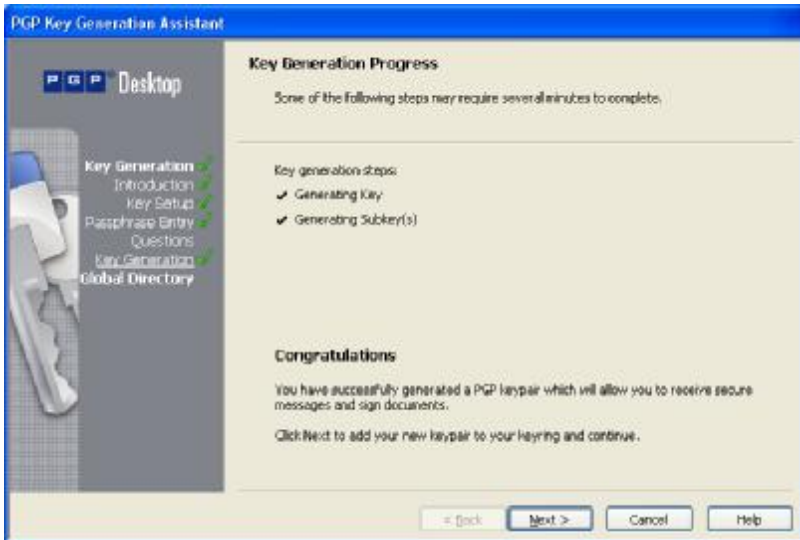 PGP Key Generation Assistant
PGP Desktop
Key Generation
Introduction
Key Setup
Passphrase Entry
Questions
Key Generation
Global Directory
Key Generation Progress
Some of the following steps may require several minutes to complete.
Key generation steps:
Generating Key
Generating Subkey(s)
Congratulations
You have successfully generated a PGP keypair which will allow you to receive secure
messages and sign documents.
Click Next to add your new keypair to your keyring and continue.
< Back
Next >
Cancel
Help